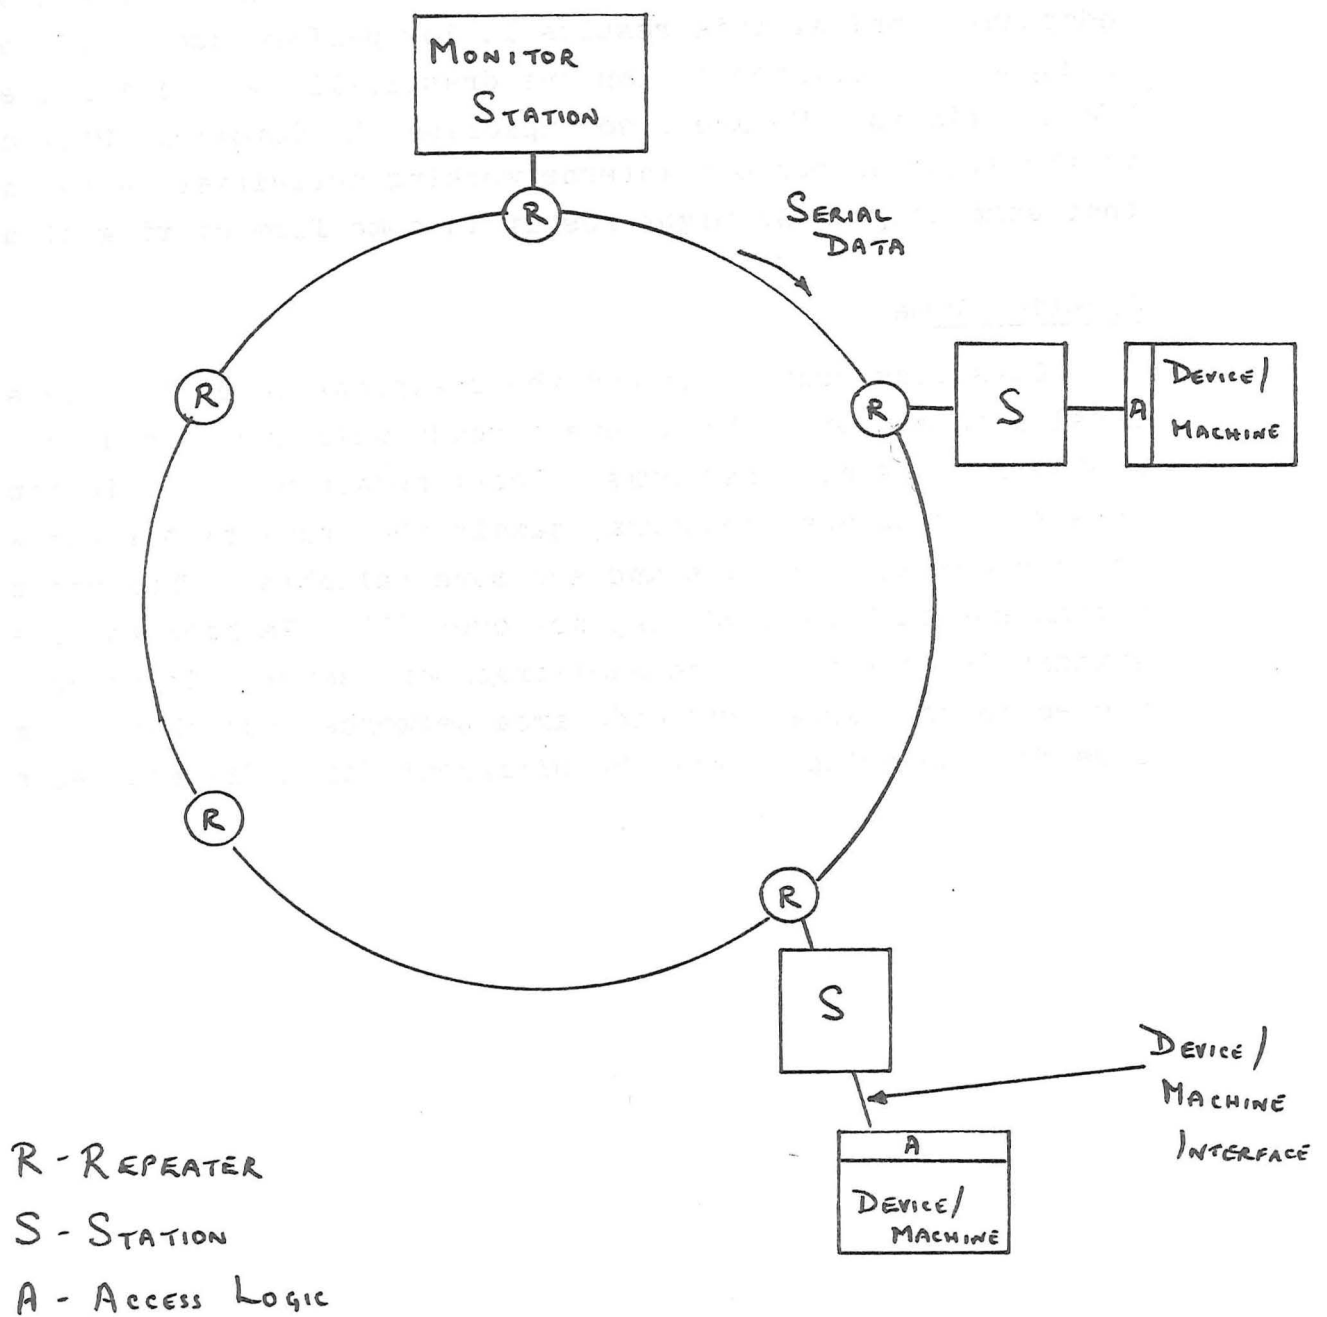 MONITOR
STATION
R
SERIAL
DATA
R
R
S
A
DEVICE/
MACHINE
R
R
S
DEVICE/
MACHINE
INTERFACE
A
DEVICE/
MACHINE
R - REPEATER
S - STATION
A - ACCESS LOGIC